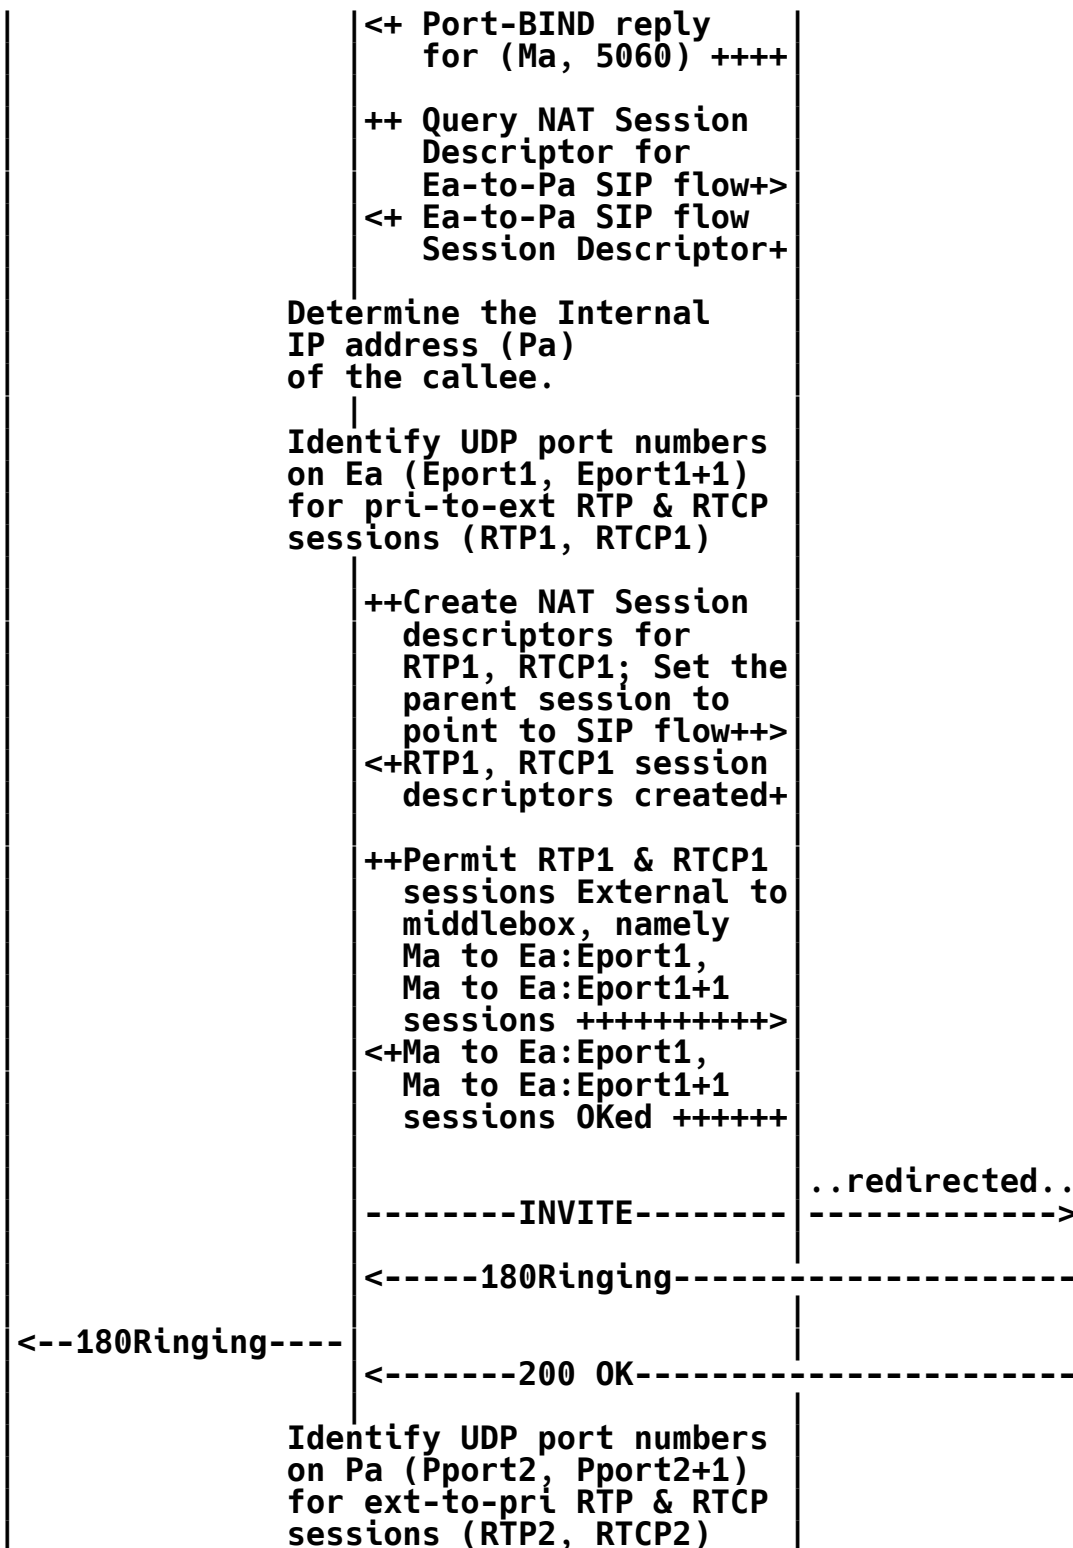 <+ Port-BIND reply
for (Ma, 5060) ++++
++ Query NAT Session
Descriptor for
Ea-to-Pa SIP flow+>
<+ Ea-to-Pa SIP flow
Session Descriptor+
Determine the Internal
IP address (Pa)
of the callee.
Identify UDP port numbers
on Ea (Eport1, Eport1+1)
for pri-to-ext RTP & RTCP
sessions (RTP1, RTCP1)
++Create NAT Session
descriptors for
RTP1, RTCP1; Set the
parent session to
point to SIP flow++>
<+RTP1, RTCP1 session
descriptors created+
++Permit RTP1 & RTCP1
sessions External to
middlebox, namely
Ma to Ea:Eport1,
Ma to Ea:Eport1+1
sessions ++++++++++>
<+Ma to Ea:Eport1,
Ma to Ea:Eport1+1
sessions OKed ++++++
..redirected..
--------INVITE--------|------------->
<-----180Ringing---------------------
<--180Ringing----
<-------200 OK-----------------------
Identify UDP port numbers
on Pa (Pport2, Pport2+1)
for ext-to-pri RTP & RTCP
sessions (RTP2, RTCP2)